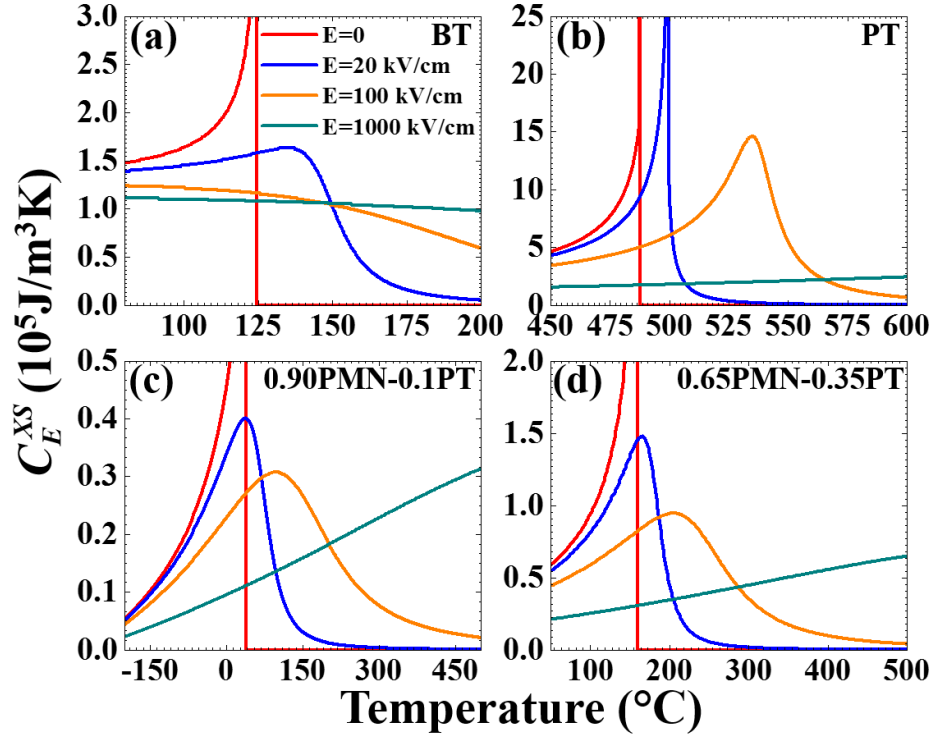 (a) BT
E=0
E=20 kV/cm
E=100 kV/cm
E=1000 kV/cm
3.0
2.5
2.0
1.5
1.0
0.5
0.0
100 125 150 175 200
(b) PT
25
20
15
10
5
0
450 475 500 525 550 575 600
(c) 0.90PMN-0.1PT
0.5
0.4
0.3
0.2
0.1
0.0
-150 0 150 300 450
(d) 0.65PMN-0.35PT
2.0
1.5
1.0
0.5
0.0
100 200 300 400 500
C_E^XS (10⁵J/m³K)
Temperature (°C)